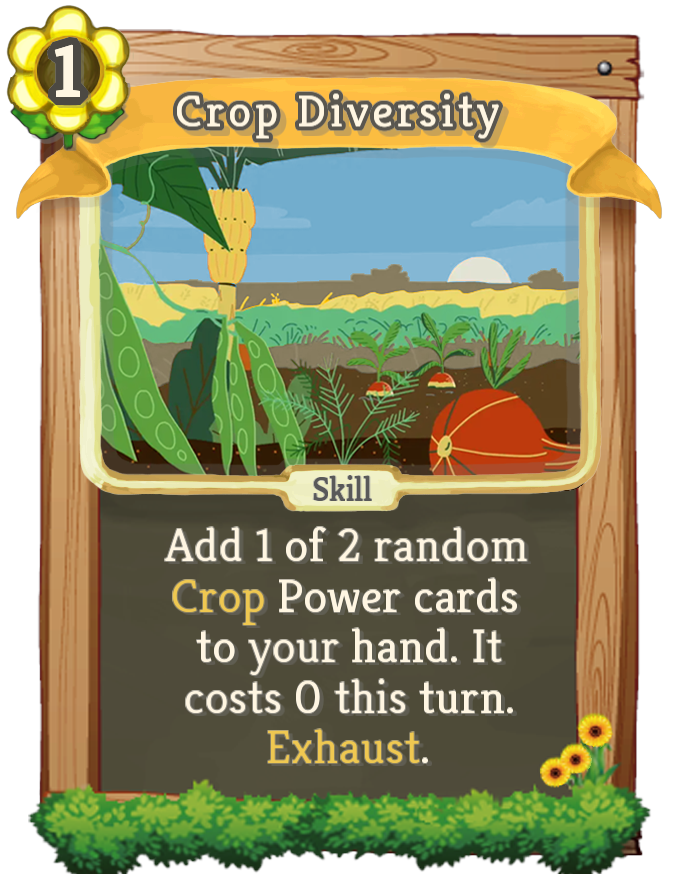 1
Crop Diversity
Skill
Add 1 of 2 random
Crop Power cards
to your hand. It
costs 0 this turn.
Exhaust.